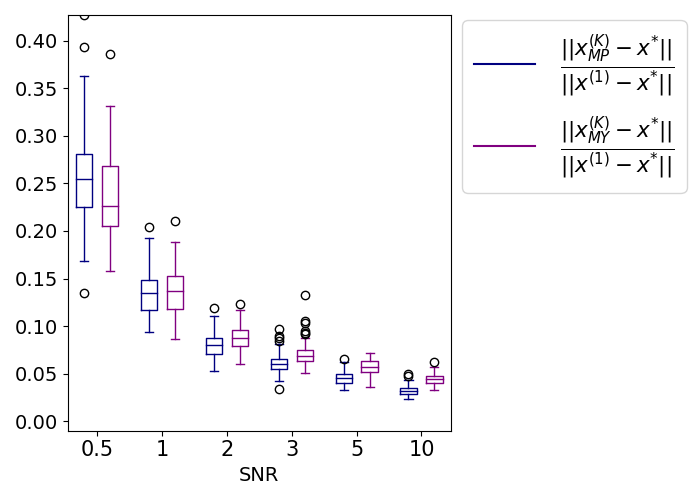 0.40
0.35
0.30
0.25
0.20
0.15
0.10
0.05
0.00
0.5 1 2 3 5 10
SNR
||x_{MP}^{(K)} − x^*||
||x^{(1)} − x^*||
||x_{MY}^{(K)} − x^*||
||x^{(1)} − x^*||